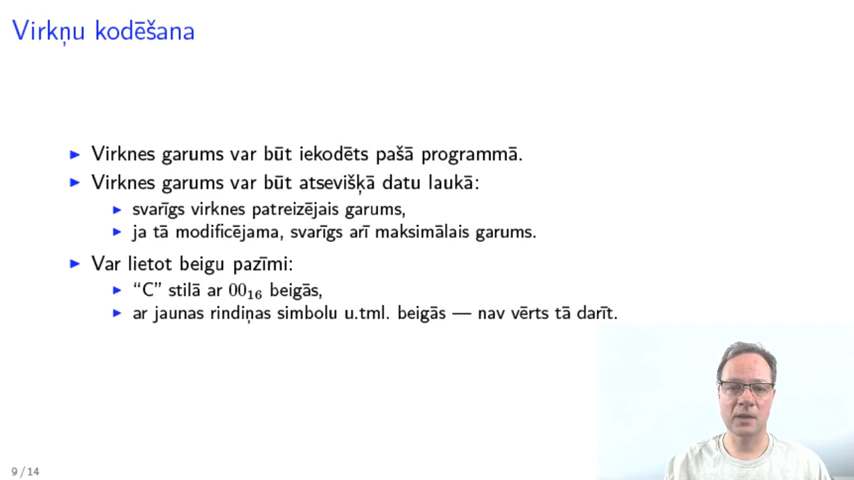 Virkņu kodēšana
▶ Virknes garums var būt iekodēts pašā programmā.
▶ Virknes garums var būt atsevišķā datu laukā:
▶ svarīgs virknes patreizējais garums,
▶ ja tā modificējama, svarīgs arī maksimālais garums.
▶ Var lietot beigu pazīmi:
▶ “C” stilā ar 00₁₆ beigās,
▶ ar jaunas rindiņas simbolu u.tml. beigās — nav vērts tā darīt.
9 / 14